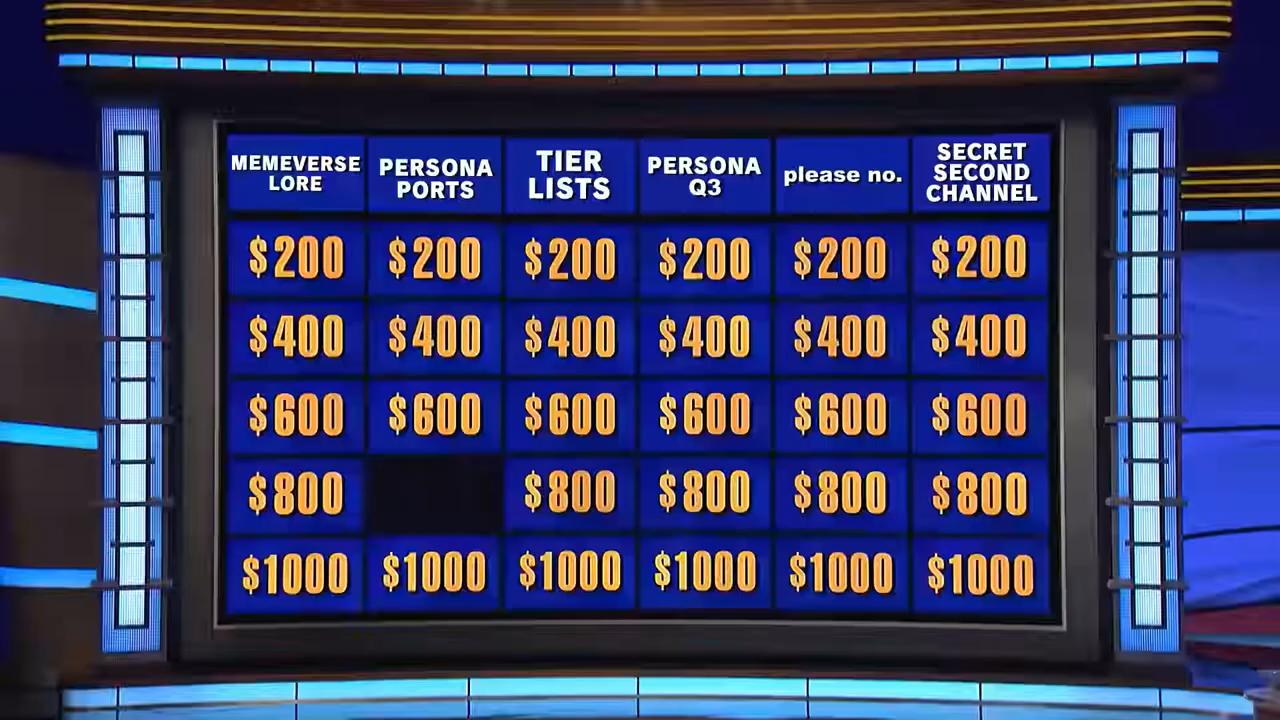 MEMEVERSE
LORE
PERSONA
PORTS
TIER
LISTS
PERSONA
Q3
please no.
SECRET
SECOND
CHANNEL
$200 $200 $200 $200 $200 $200
$400 $400 $400 $400 $400 $400
$600 $600 $600 $600 $600 $600
$800 $800 $800 $800 $800
$1000 $1000 $1000 $1000 $1000 $1000